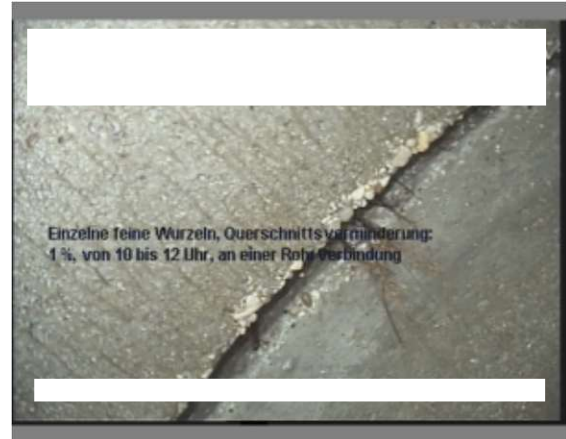 Einzelne feine Wurzeln, Querschnittsverminderung:
1 %, von 10 bis 12 Uhr, an einer Rohrverbindung